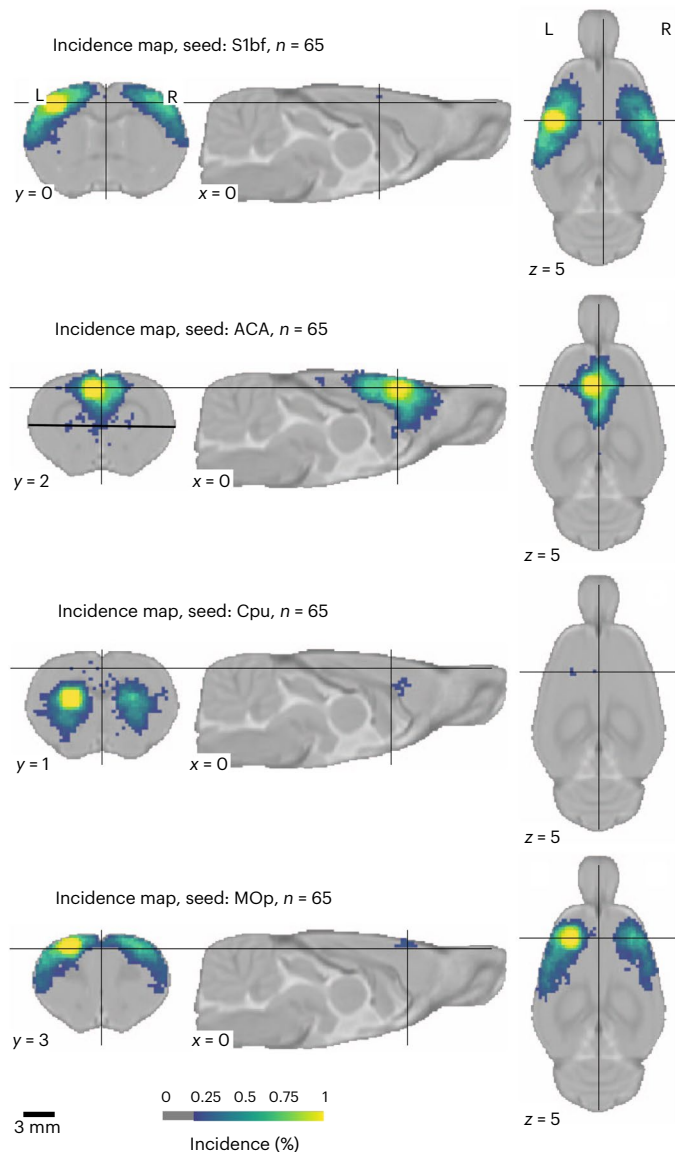 L R
Incidence map, seed: S1bf, n = 65
L R
y = 0
x = 0
z = 5
Incidence map, seed: ACA, n = 65
y = 2
x = 0
z = 5
Incidence map, seed: Cpu, n = 65
y = 1
x = 0
z = 5
Incidence map, seed: MOp, n = 65
y = 3
x = 0
z = 5
0 0.25 0.5 0.75 1
3 mm
Incidence (%)